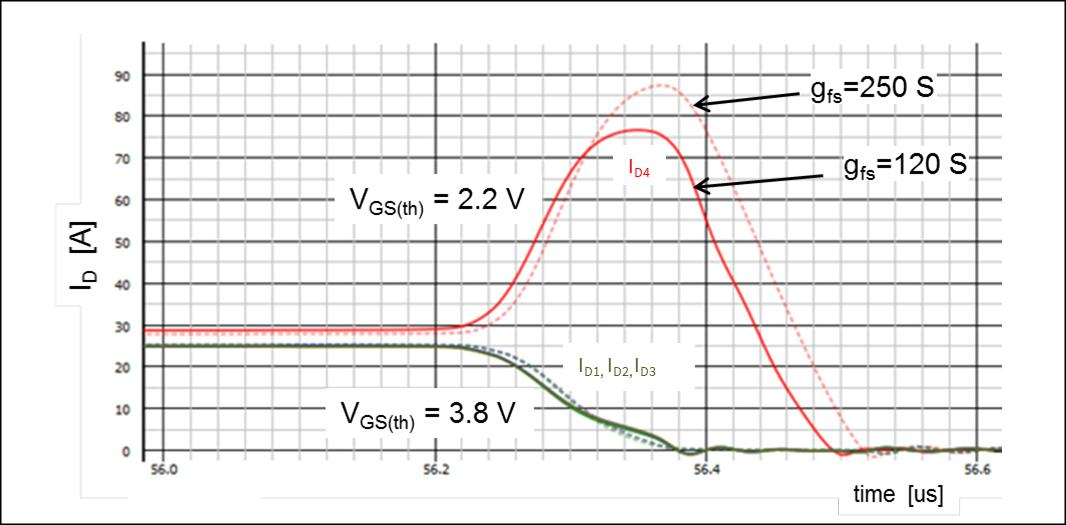 90
80
70
60
50
40
30
20
10
0
I_D [A]
g_fs=250 S
g_fs=120 S
I_D4
V_GS(th) = 2.2 V
I_D1, I_D2, I_D3
V_GS(th) = 3.8 V
56.0 56.2 56.4 56.6
time [us]